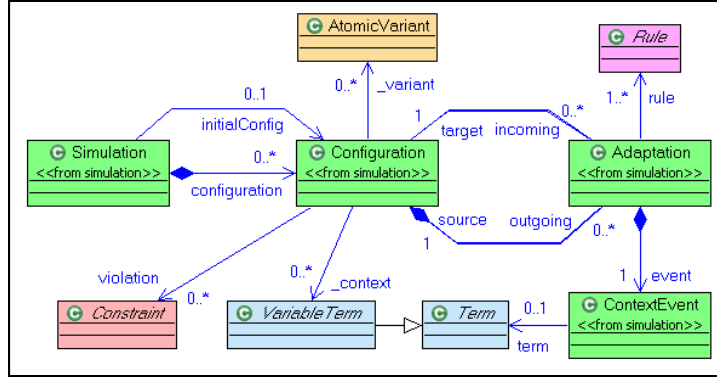 C AtomicVariant
C Rule
0..*
_variant
1..*
rule
0..1
initialConfig
1
target
incoming
0..*
C Simulation
<<from simulation>>
0..*
configuration
C Configuration
<<from simulation>>
C Adaptation
<<from simulation>>
source
outgoing
1
0..*
violation
0..*
0..*
_context
1
event
C Constraint
C VariableTerm
C Term
0..1
term
C ContextEvent
<<from simulation>>